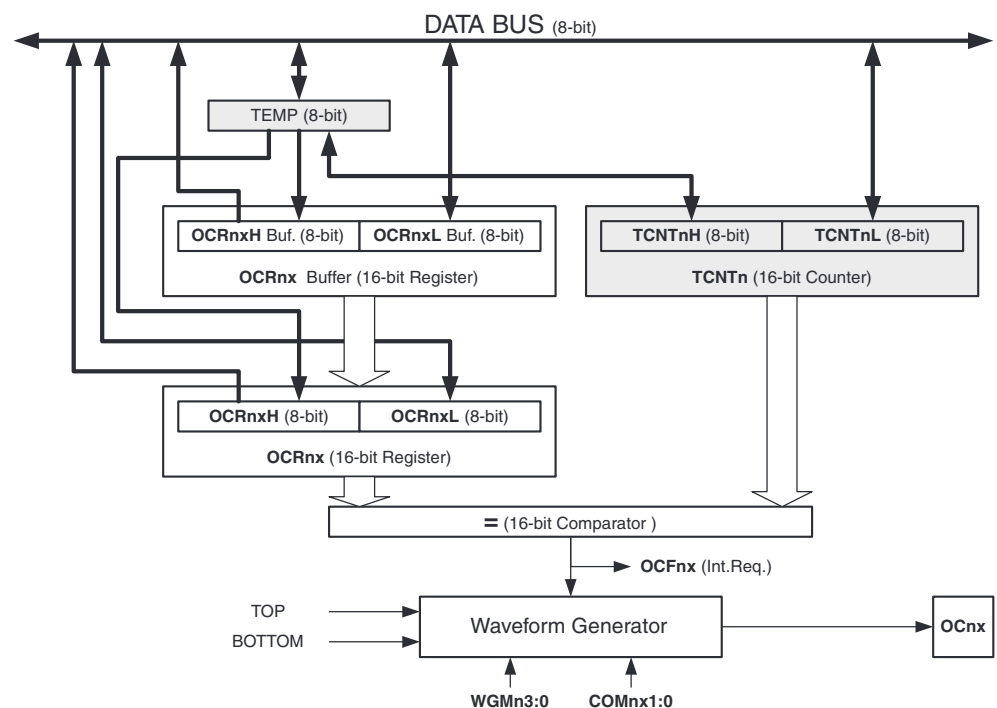 DATA BUS (8-bit)
TEMP (8-bit)
OCRnxH Buf. (8-bit) OCRnxL Buf. (8-bit)
OCRnx Buffer (16-bit Register)
TCNTnH (8-bit) TCNTnL (8-bit)
TCNTn (16-bit Counter)
OCRnxH (8-bit) OCRnxL (8-bit)
OCRnx (16-bit Register)
= (16-bit Comparator )
OCFnx (Int.Req.)
TOP
BOTTOM
Waveform Generator
OCnx
WGMn3:0 COMnx1:0